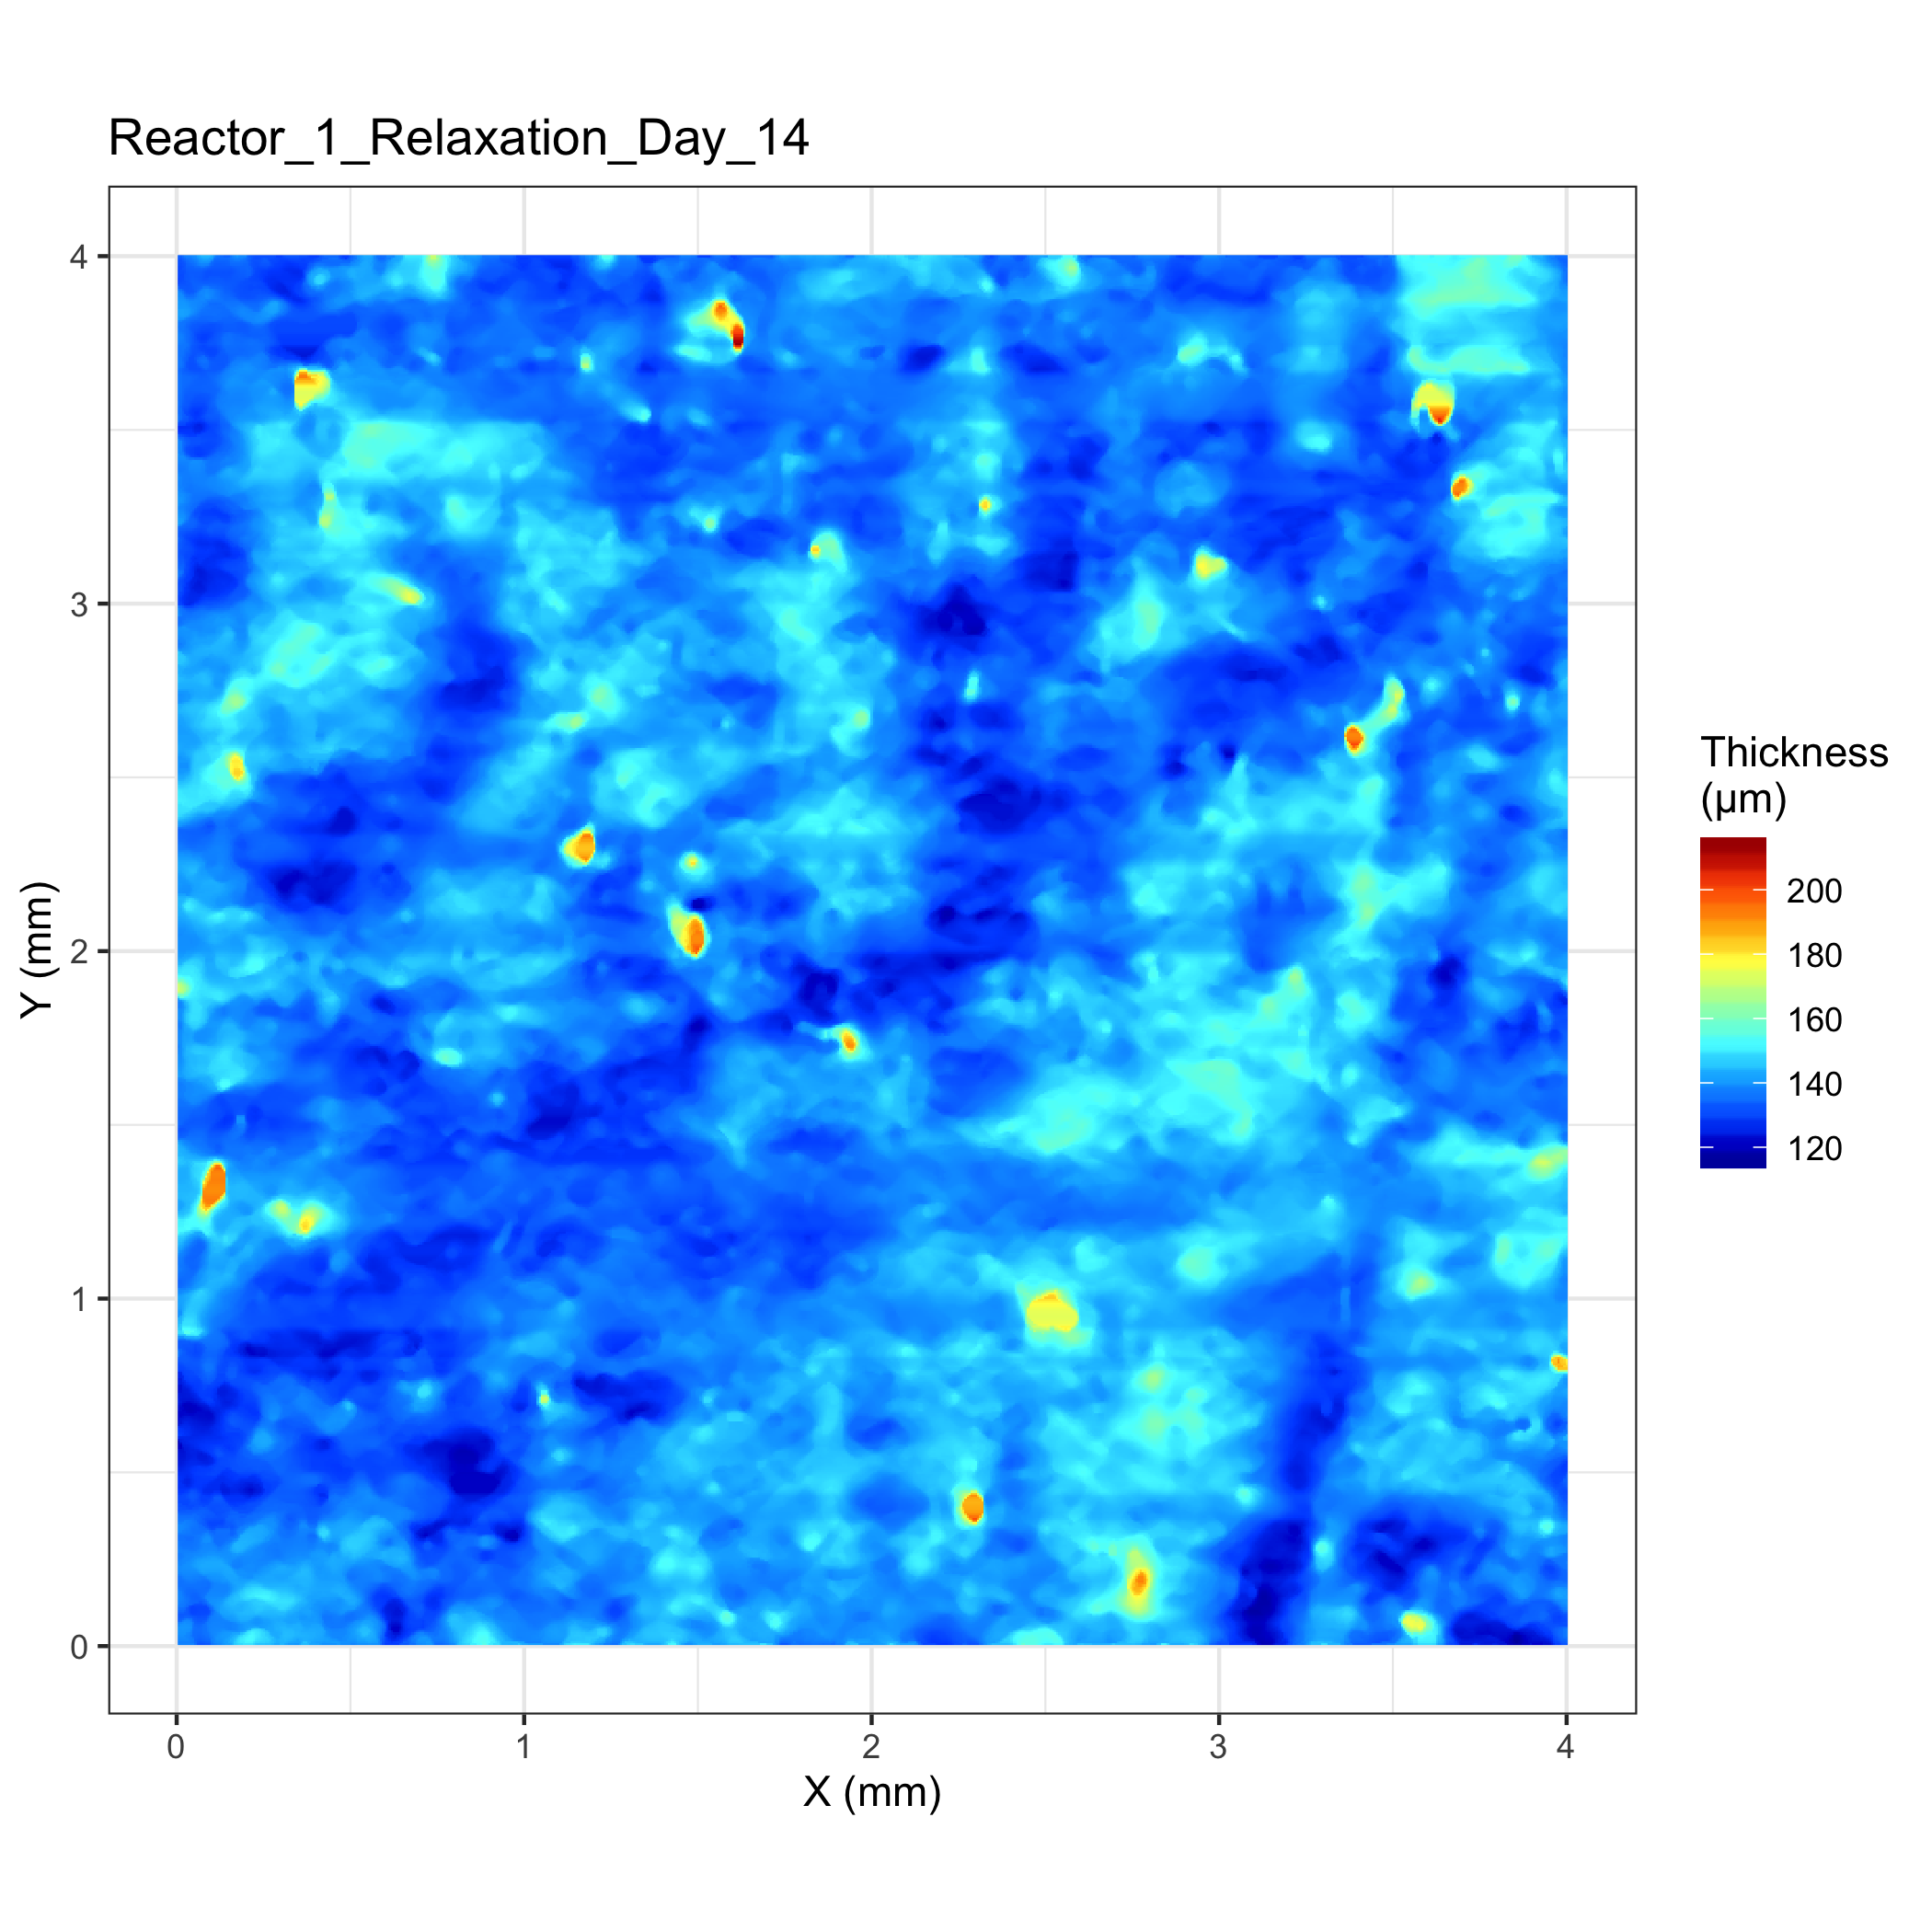 Reactor_1_Relaxation_Day_14
4
3
2
1
0
Y (mm)
0 1 2 3 4
X (mm)
Thickness
(μm)
200
180
160
140
120